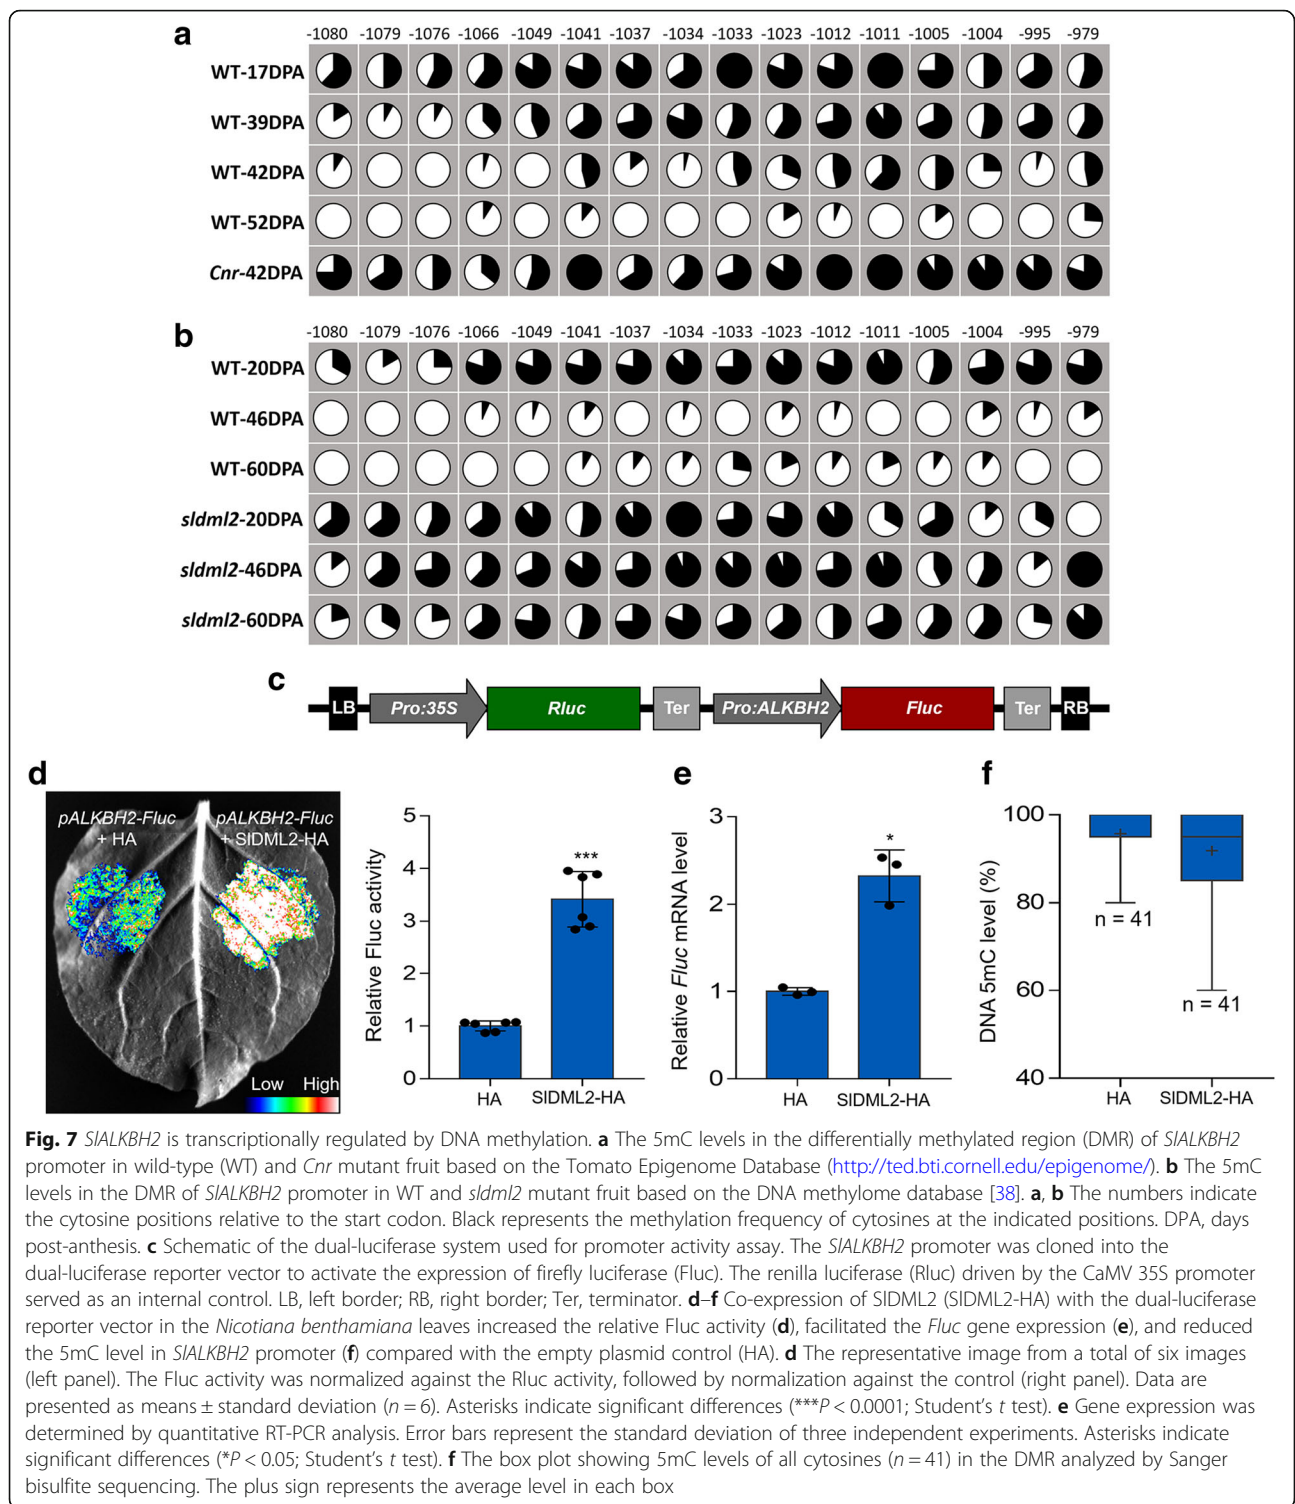 a
-1080 -1079 -1076 -1066 -1049 -1041 -1037 -1034 -1033 -1023 -1012 -1011 -1005 -1004 -995 -979
WT-17DPA
WT-39DPA
WT-42DPA
WT-52DPA
Cnr-42DPA
b
-1080 -1079 -1076 -1066 -1049 -1041 -1037 -1034 -1033 -1023 -1012 -1011 -1005 -1004 -995 -979
WT-20DPA
WT-46DPA
WT-60DPA
sldml2-20DPA
sldml2-46DPA
sldml2-60DPA
c
LB Pro:35S Rluc Ter Pro:ALKBH2 Fluc Ter RB
d
pALKBH2-Fluc
+ HA
pALKBH2-Fluc
+ SlDML2-HA
Low High
Relative Fluc activity
5
4
3
2
1
0
***
HA SlDML2-HA
e
Relative Fluc mRNA level
3
2
1
0
*
HA SlDML2-HA
f
DNA 5mC level (%)
100
80
60
40
n = 41
n = 41
HA SlDML2-HA
Fig. 7 SlALKBH2 is transcriptionally regulated by DNA methylation. a The 5mC levels in the differentially methylated region (DMR) of SlALKBH2
promoter in wild-type (WT) and Cnr mutant fruit based on the Tomato Epigenome Database (http://ted.bti.cornell.edu/epigenome/). b The 5mC
levels in the DMR of SlALKBH2 promoter in WT and sldml2 mutant fruit based on the DNA methylome database [38]. a, b The numbers indicate
the cytosine positions relative to the start codon. Black represents the methylation frequency of cytosines at the indicated positions. DPA, days
post-anthesis. c Schematic of the dual-luciferase system used for promoter activity assay. The SlALKBH2 promoter was cloned into the
dual-luciferase reporter vector to activate the expression of firefly luciferase (Fluc). The renilla luciferase (Rluc) driven by the CaMV 35S promoter
served as an internal control. LB, left border; RB, right border; Ter, terminator. d–f Co-expression of SlDML2 (SlDML2-HA) with the dual-luciferase
reporter vector in the Nicotiana benthamiana leaves increased the relative Fluc activity (d), facilitated the Fluc gene expression (e), and reduced
the 5mC level in SlALKBH2 promoter (f) compared with the empty plasmid control (HA). d The representative image from a total of six images
(left panel). The Fluc activity was normalized against the Rluc activity, followed by normalization against the control (right panel). Data are
presented as means ± standard deviation (n = 6). Asterisks indicate significant differences (***P < 0.0001; Student's t test). e Gene expression was
determined by quantitative RT-PCR analysis. Error bars represent the standard deviation of three independent experiments. Asterisks indicate
significant differences (*P < 0.05; Student's t test). f The box plot showing 5mC levels of all cytosines (n = 41) in the DMR analyzed by Sanger
bisulfite sequencing. The plus sign represents the average level in each box